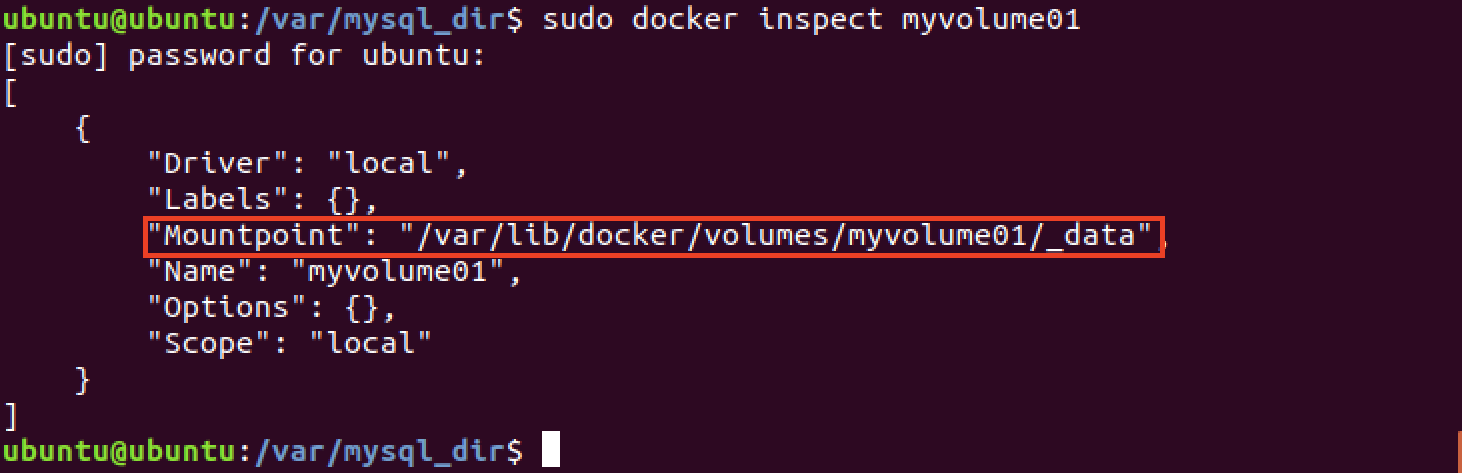 ubuntu@ubuntu:/var/mysql_dir$ sudo docker inspect myvolume01
[sudo] password for ubuntu:
[
    {
        "Driver": "local",
        "Labels": {},
        "Mountpoint": "/var/lib/docker/volumes/myvolume01/_data",
        "Name": "myvolume01",
        "Options": {},
        "Scope": "local"
    }
]
ubuntu@ubuntu:/var/mysql_dir$